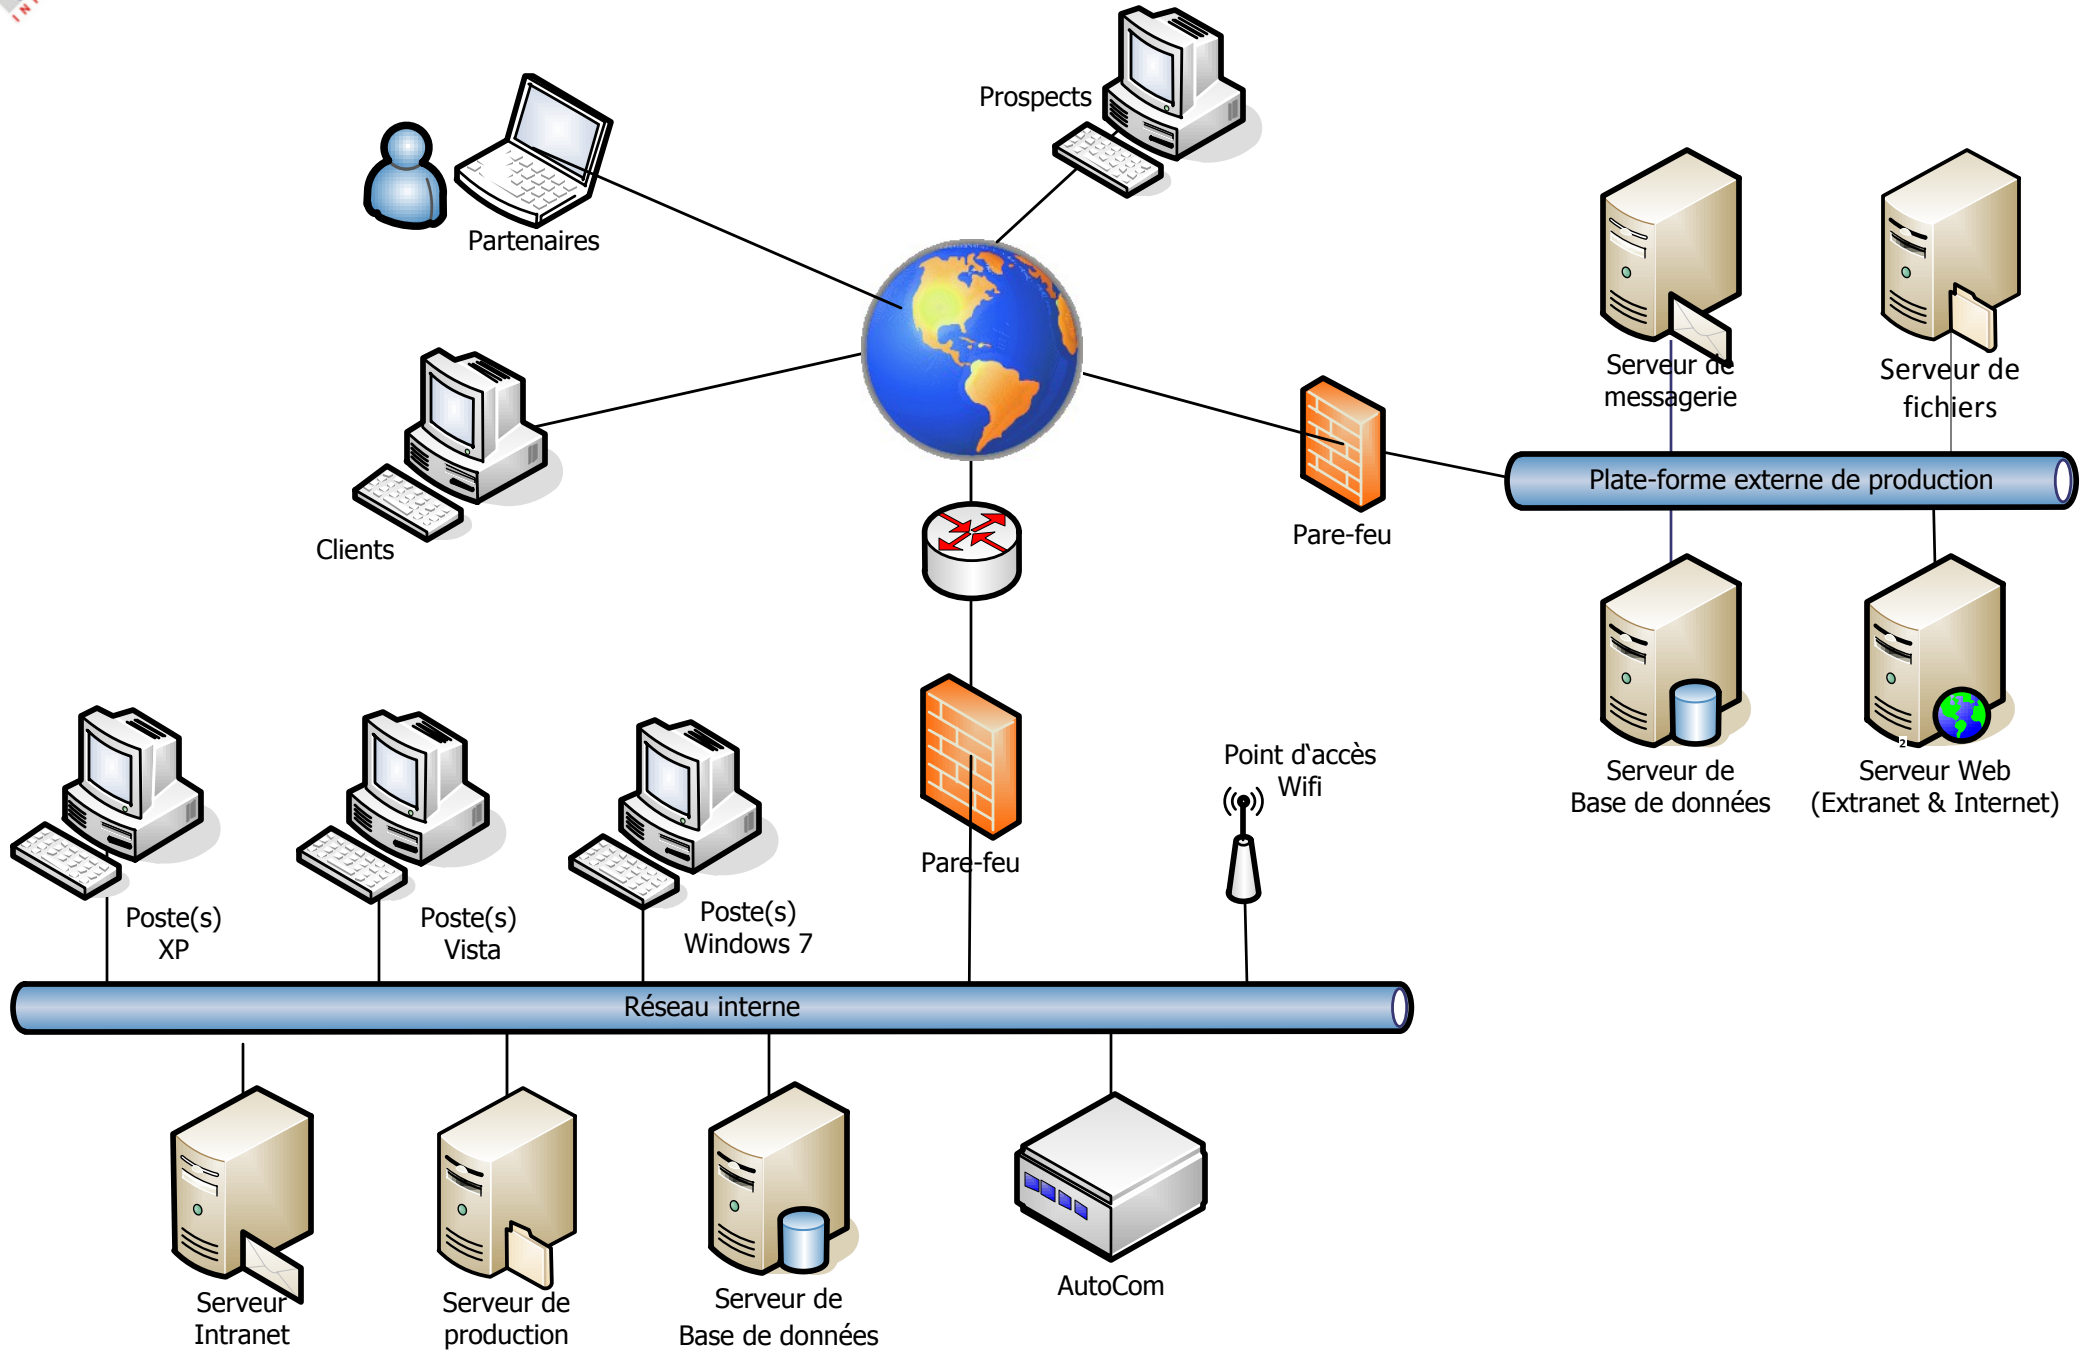 Prospects
Partenaires
Serveur de
messagerie
Serveur de
fichiers
Plate-forme externe de production
Pare-feu
Clients
Serveur de
Base de données
2
Serveur Web
(Extranet & Internet)
Point d'accès
Wifi
Pare-feu
Poste(s)
XP
Poste(s)
Vista
Poste(s)
Windows 7
Réseau interne
Serveur
Intranet
Serveur de
production
Serveur de
Base de données
AutoCom